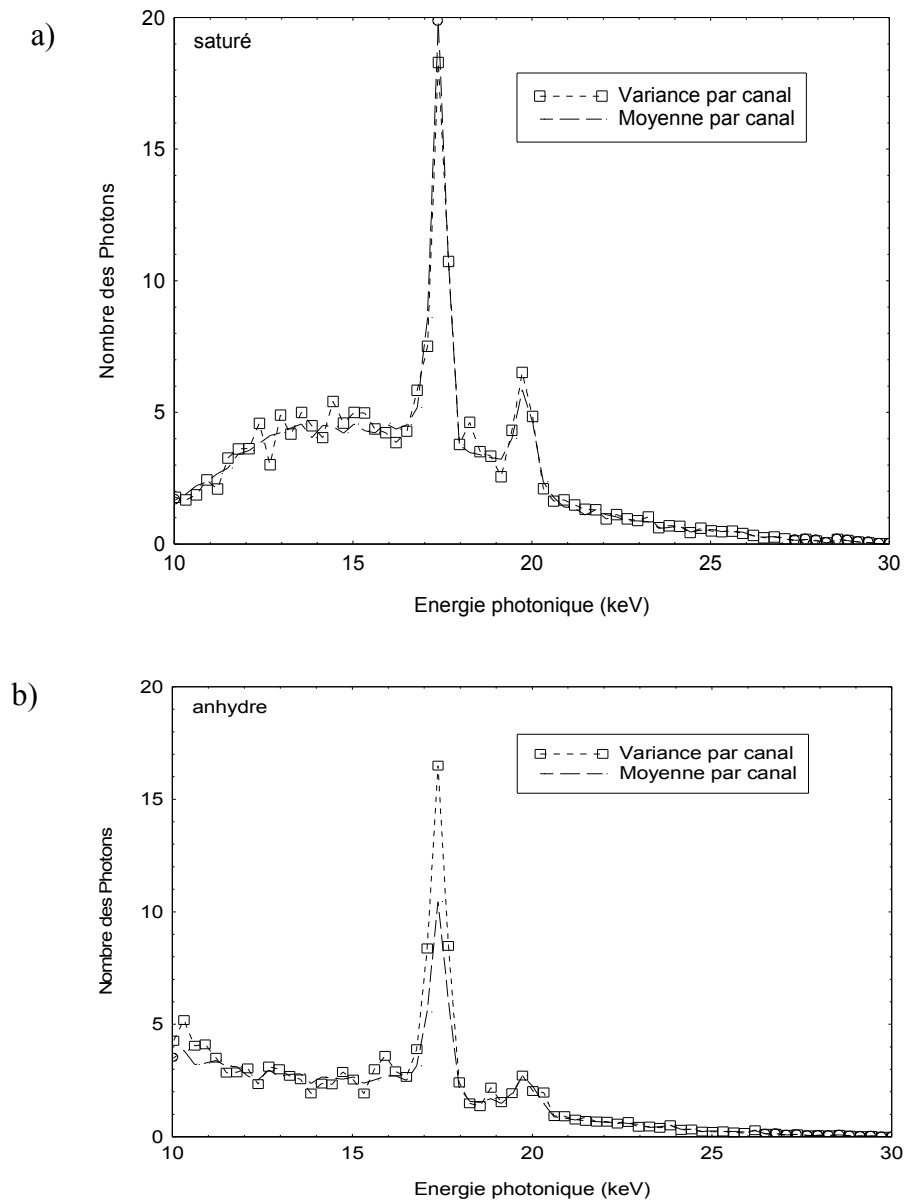 a)
saturé
Variance par canal
Moyenne par canal
Nombre des Photons
20
15
10
5
0
10 15 20 25 30
Energie photonique (keV)
b)
anhydre
Variance par canal
Moyenne par canal
Nombre des Photons
20
15
10
5
0
10 15 20 25 30
Energie photonique (keV)